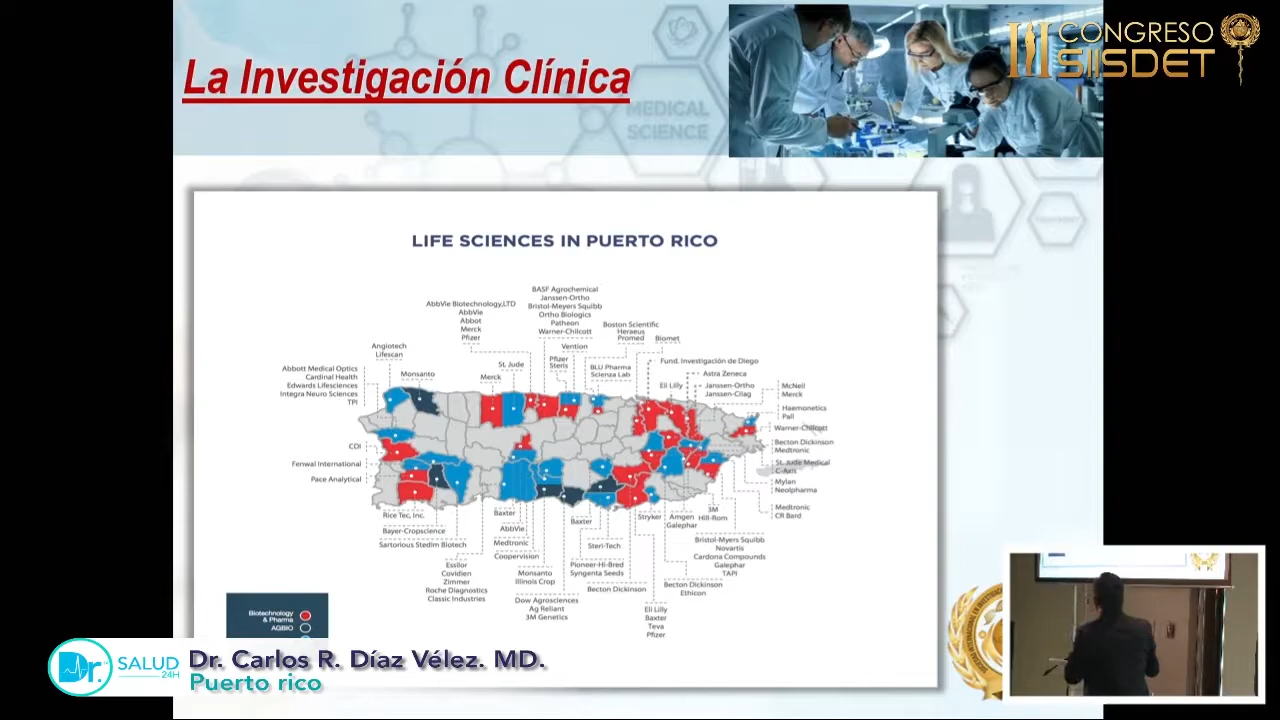 La Investigación Clínica
MEDICAL
SCIENCE
III CONGRESO
SIISDET
LIFE SCIENCES IN PUERTO RICO
BASF Agrochemical
Janssen-Ortho
Bristol-Meyers Squibb
Ortho Biologics
Patheon
Warner-Chilcott
AbbVie Biotechnology,LTD
AbbVie
Abbot
Merck
Pfizer
Boston Scientific
Heraeus
Promed
Biomet
Vention
Angiotech
Lifescan
Pfizer
Steris
Fund. Investigación de Diego
St. Jude
BLU Pharma
Scienza Lab
Abbott Medical Optics
Cardinal Health
Edwards Lifesciences
Integra Neuro Sciences
TPI
Monsanto
Merck
Astra Zeneca
Eli Lilly
Janssen-Ortho
Janssen-Cilag
McNeil
Merck
Haemonetics
Pall
Warner-Chilcott
Becton Dickinson
Medtronic
COI
Fenwal International
Pace Analytical
St. Jude Medical
C-Axis
Mylan
Neolpharma
Medtronic
CR Bard
Rice Tec, Inc.
Bayer-Cropscience
Sartorious Stedim Biotech
Baxter
AbbVie
Medtronic
Coopervision
Baxter
Steri-Tech
Stryker
Amgen
Galephar
3M
Hill-Rom
Bristol-Myers Squibb
Novartis
Cardona Compounds
Galephar
TAPI
Essilor
Covidien
Zimmer
Roche Diagnostics
Classic Industries
Monsanto
Illinois Crop
Pioneer-Hi-Bred
Syngenta Seeds
Becton Dickinson
Becton Dickinson
Ethicon
Dow Agrosciences
Ag Reliant
3M Genetics
Eli Lilly
Baxter
Teva
Pfizer
Biotechnology
& Pharma
AGBIO
Dr.
SALUD
24H
Dr. Carlos R. Díaz Vélez. MD.
Puerto rico